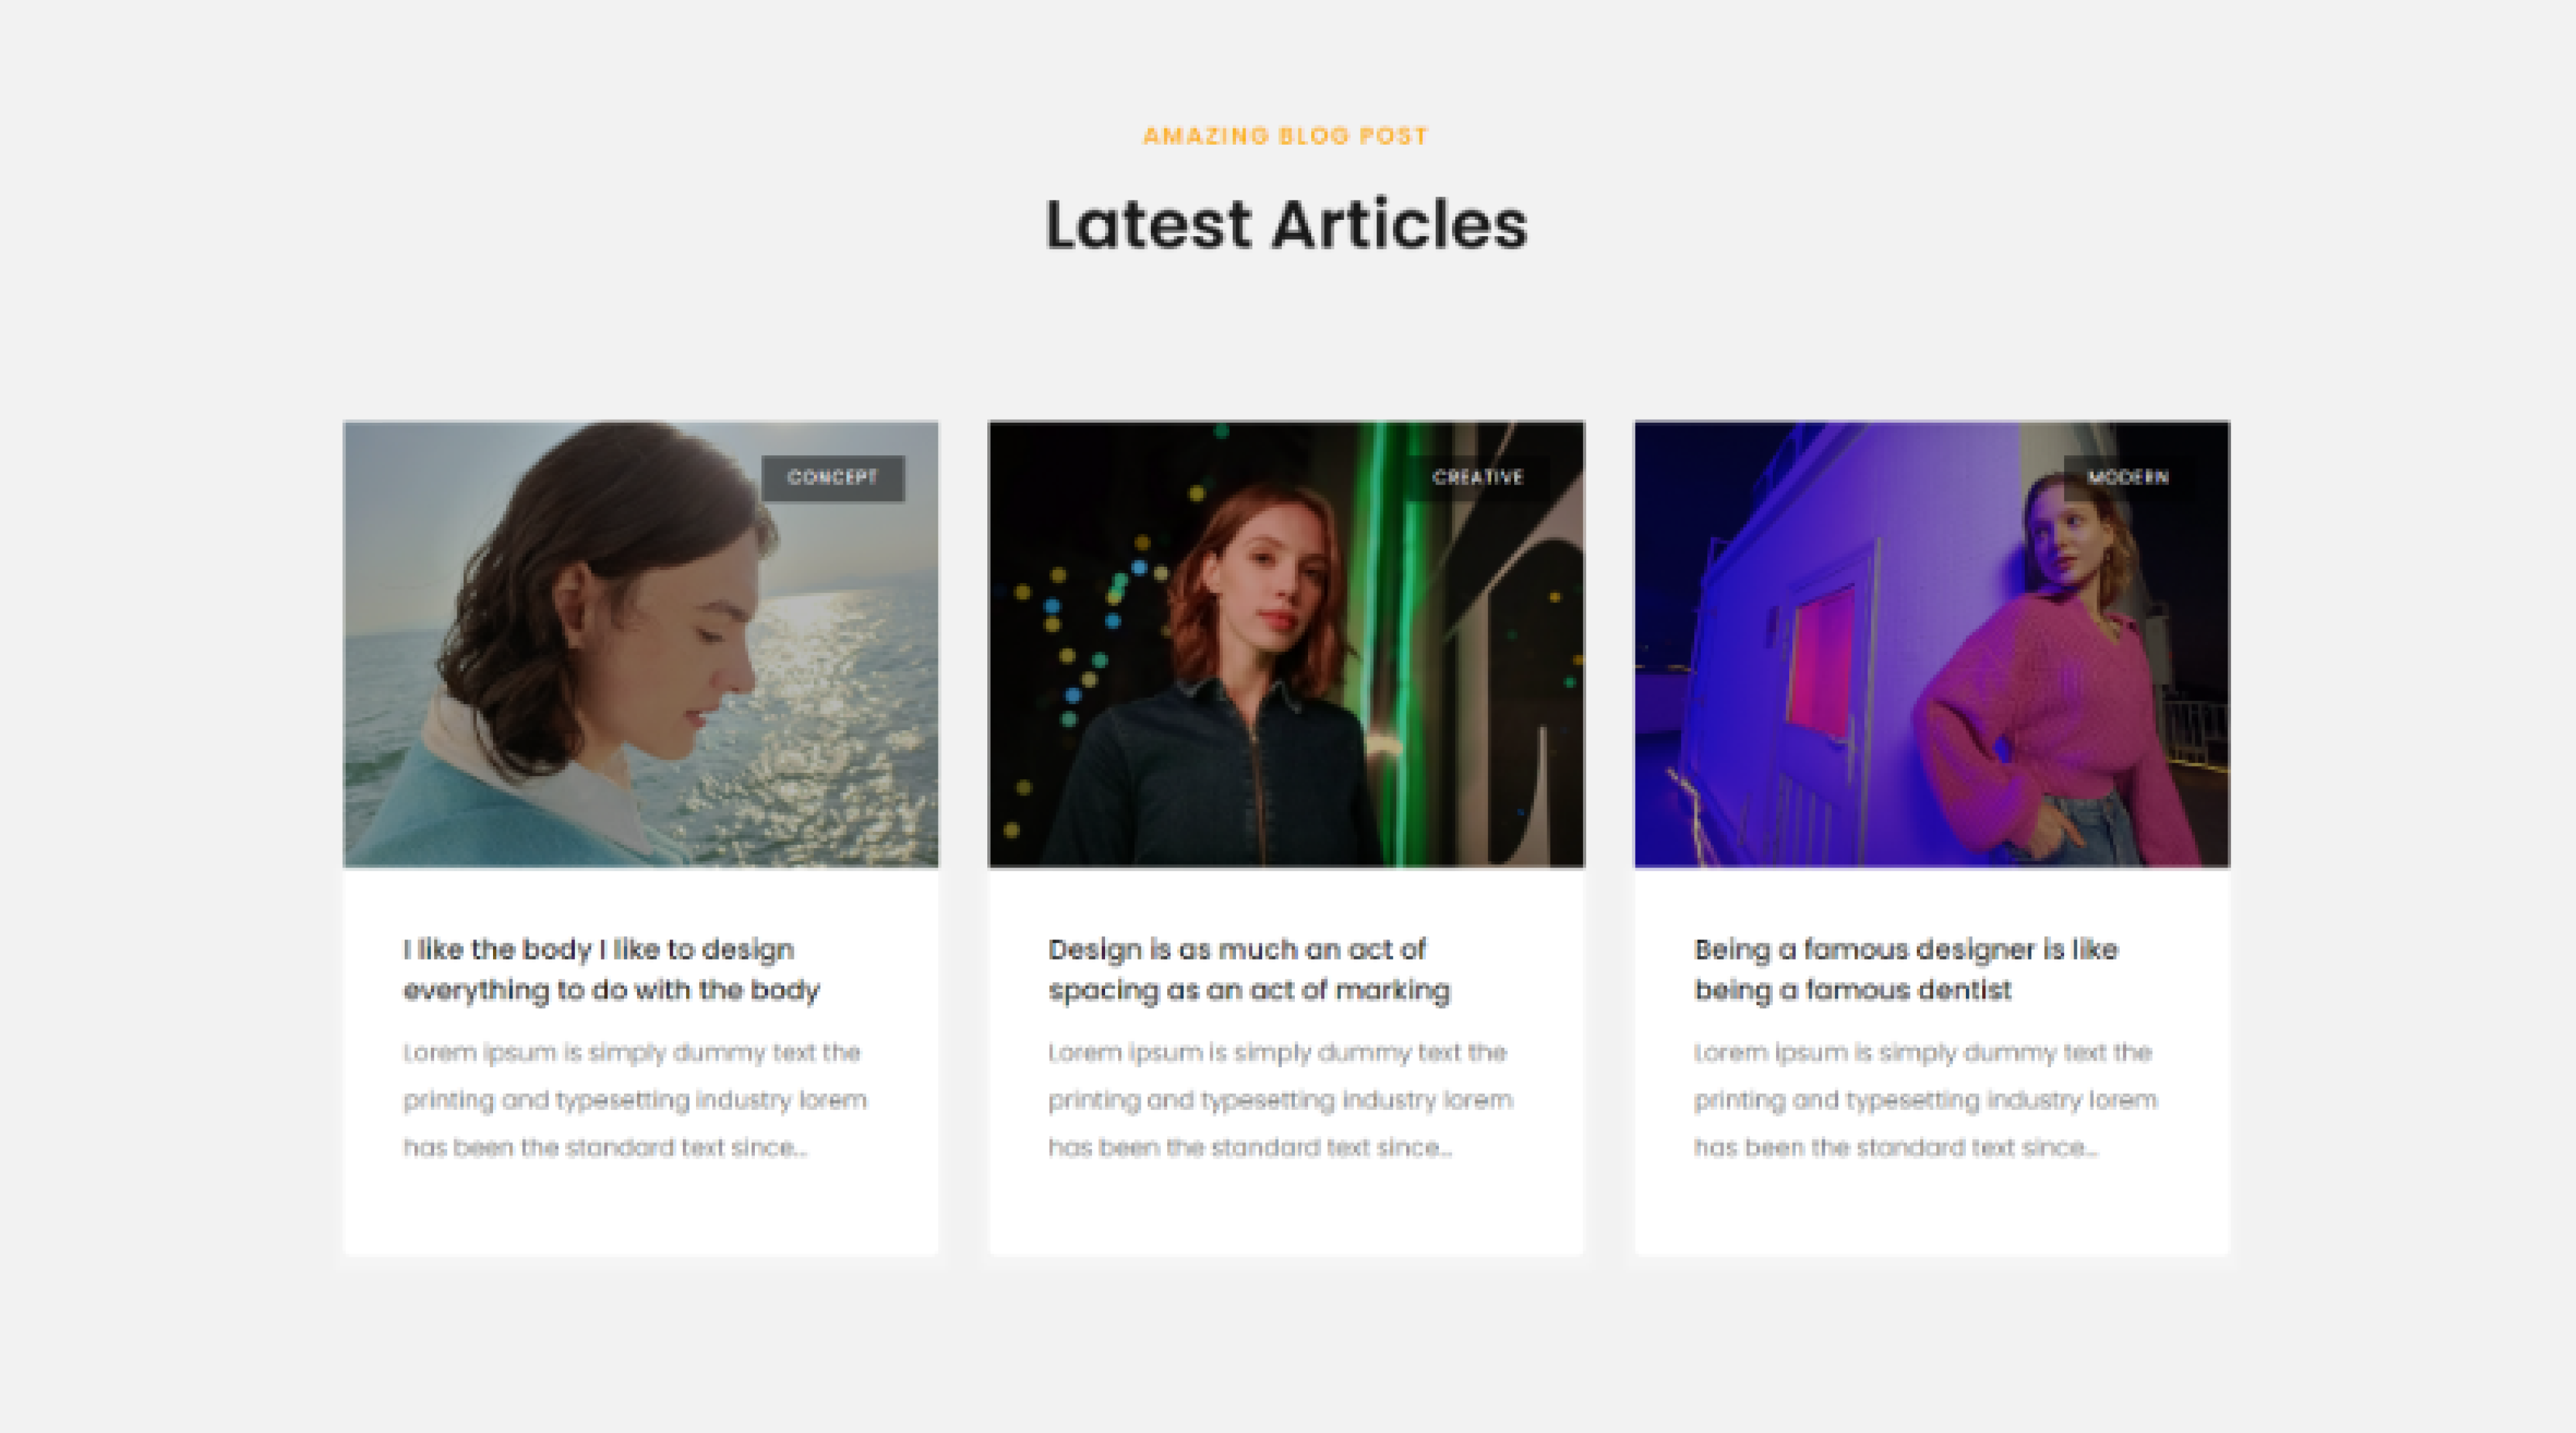 AMAZING BLOG POST
Latest Articles
CONCEPT
I like the body I like to design
everything to do with the body
Lorem ipsum is simply dummy text the
printing and typesetting industry lorem
has been the standard text since...
CREATIVE
Design is as much an act of
spacing as an act of marking
Lorem ipsum is simply dummy text the
printing and typesetting industry lorem
has been the standard text since...
MODERN
Being a famous designer is like
being a famous dentist
Lorem ipsum is simply dummy text the
printing and typesetting industry lorem
has been the standard text since...